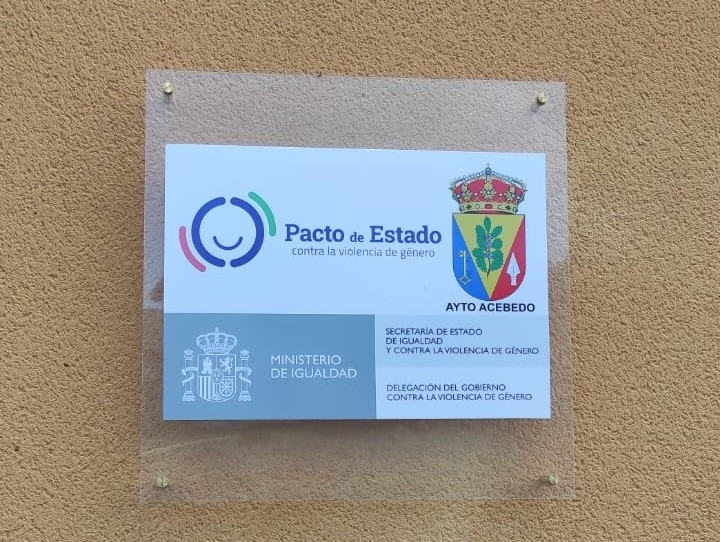 Pacto de Estado
contra la violencia de género
AYTO ACEBEDO
MINISTERIO
DE IGUALDAD
SECRETARÍA DE ESTADO
DE IGUALDAD
Y CONTRA LA VIOLENCIA DE GÉNERO
DELEGACIÓN DEL GOBIERNO
CONTRA LA VIOLENCIA DE GÉNERO